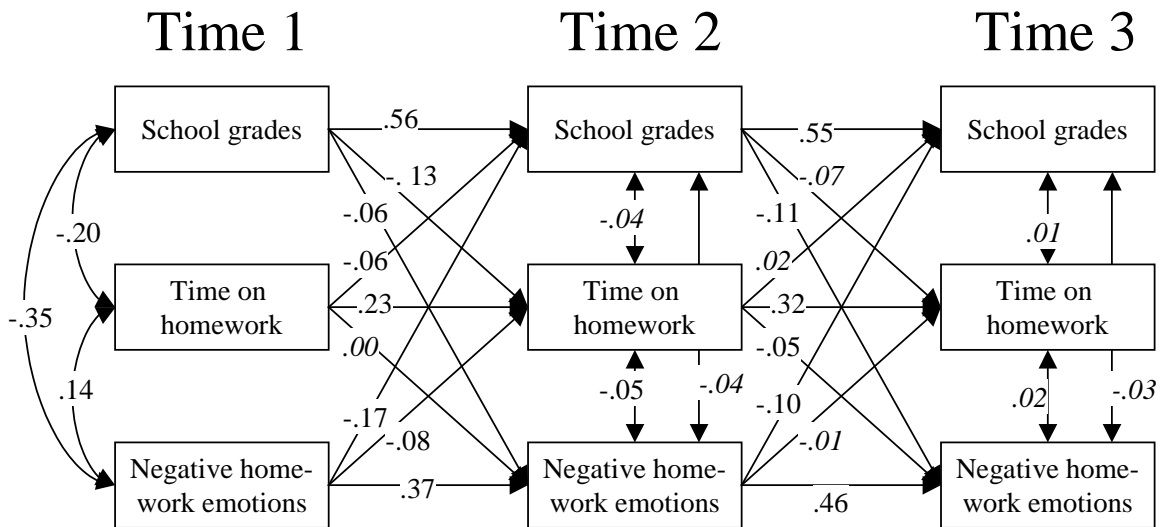 Time 1 Time 2 Time 3
School grades .56 School grades .55 School grades
-. 13 -.07
-.06 -.11
-.20 -.04 .01
-.06 .02
Time on
homework
.23
Time on
homework
.32
Time on
homework
-.35
.00 -.05
.14 -.05 -.04 .02 -.03
-.17 -.10
-.08 -.01
Negative home-
work emotions
.37
Negative home-
work emotions
.46
Negative home-
work emotions